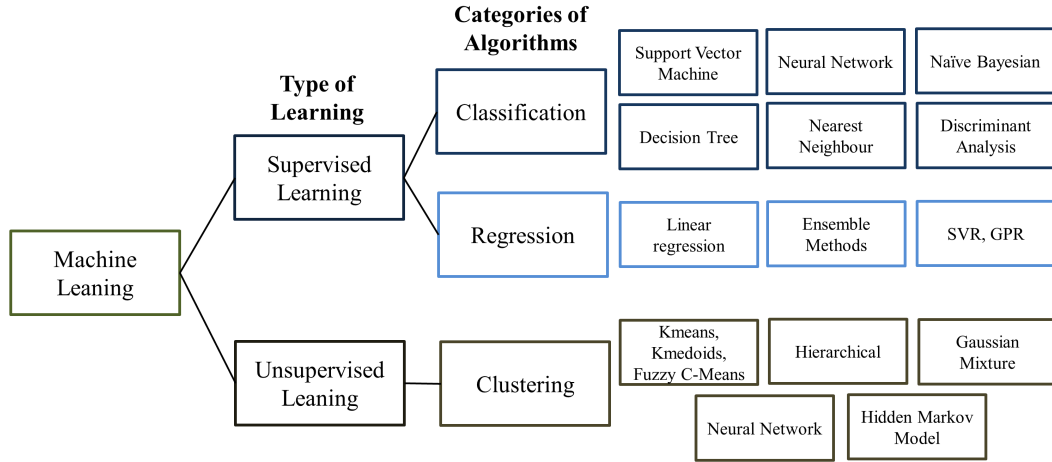 Categories of
Algorithms
Type of
Learning
Machine
Leaning
Supervised
Learning
Classification
Support Vector
Machine
Neural Network
Naïve Bayesian
Decision Tree
Nearest
Neighbour
Discriminant
Analysis
Regression
Linear
regression
Ensemble
Methods
SVR, GPR
Unsupervised
Leaning
Clustering
Kmeans,
Kmedoids,
Fuzzy C-Means
Hierarchical
Gaussian
Mixture
Neural Network
Hidden Markov
Model